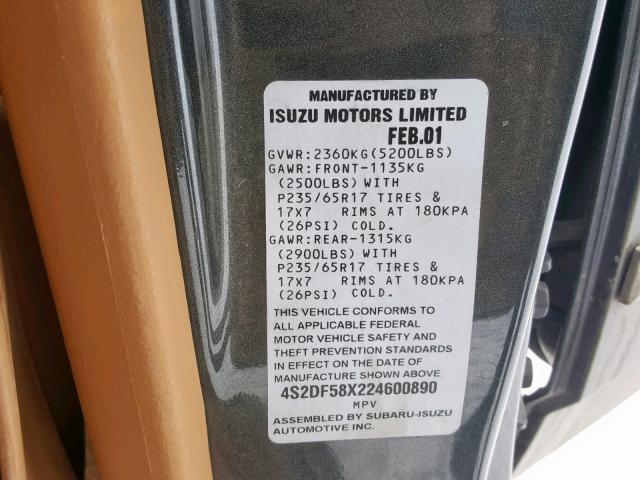 MANUFACTURED BY
ISUZU MOTORS LIMITED
FEB.01
GVWR:2360KG(5200LBS)
GAWR:FRONT-1135KG
(2500LBS) WITH
P235/65R17 TIRES &
17X7 RIMS AT 180KPA
(26PSI) COLD.
GAWR:REAR-1315KG
(2900LBS) WITH
P235/65R17 TIRES &
17X7 RIMS AT 180KPA
(26PSI) COLD.
THIS VEHICLE CONFORMS TO
ALL APPLICABLE FEDERAL
MOTOR VEHICLE SAFETY AND
THEFT PREVENTION STANDARDS
IN EFFECT ON THE DATE OF
MANUFACTURE SHOWN ABOVE.
4S2DF58X224600890
MPV
ASSEMBLED BY SUBARU-ISUZU
AUTOMOTIVE INC.